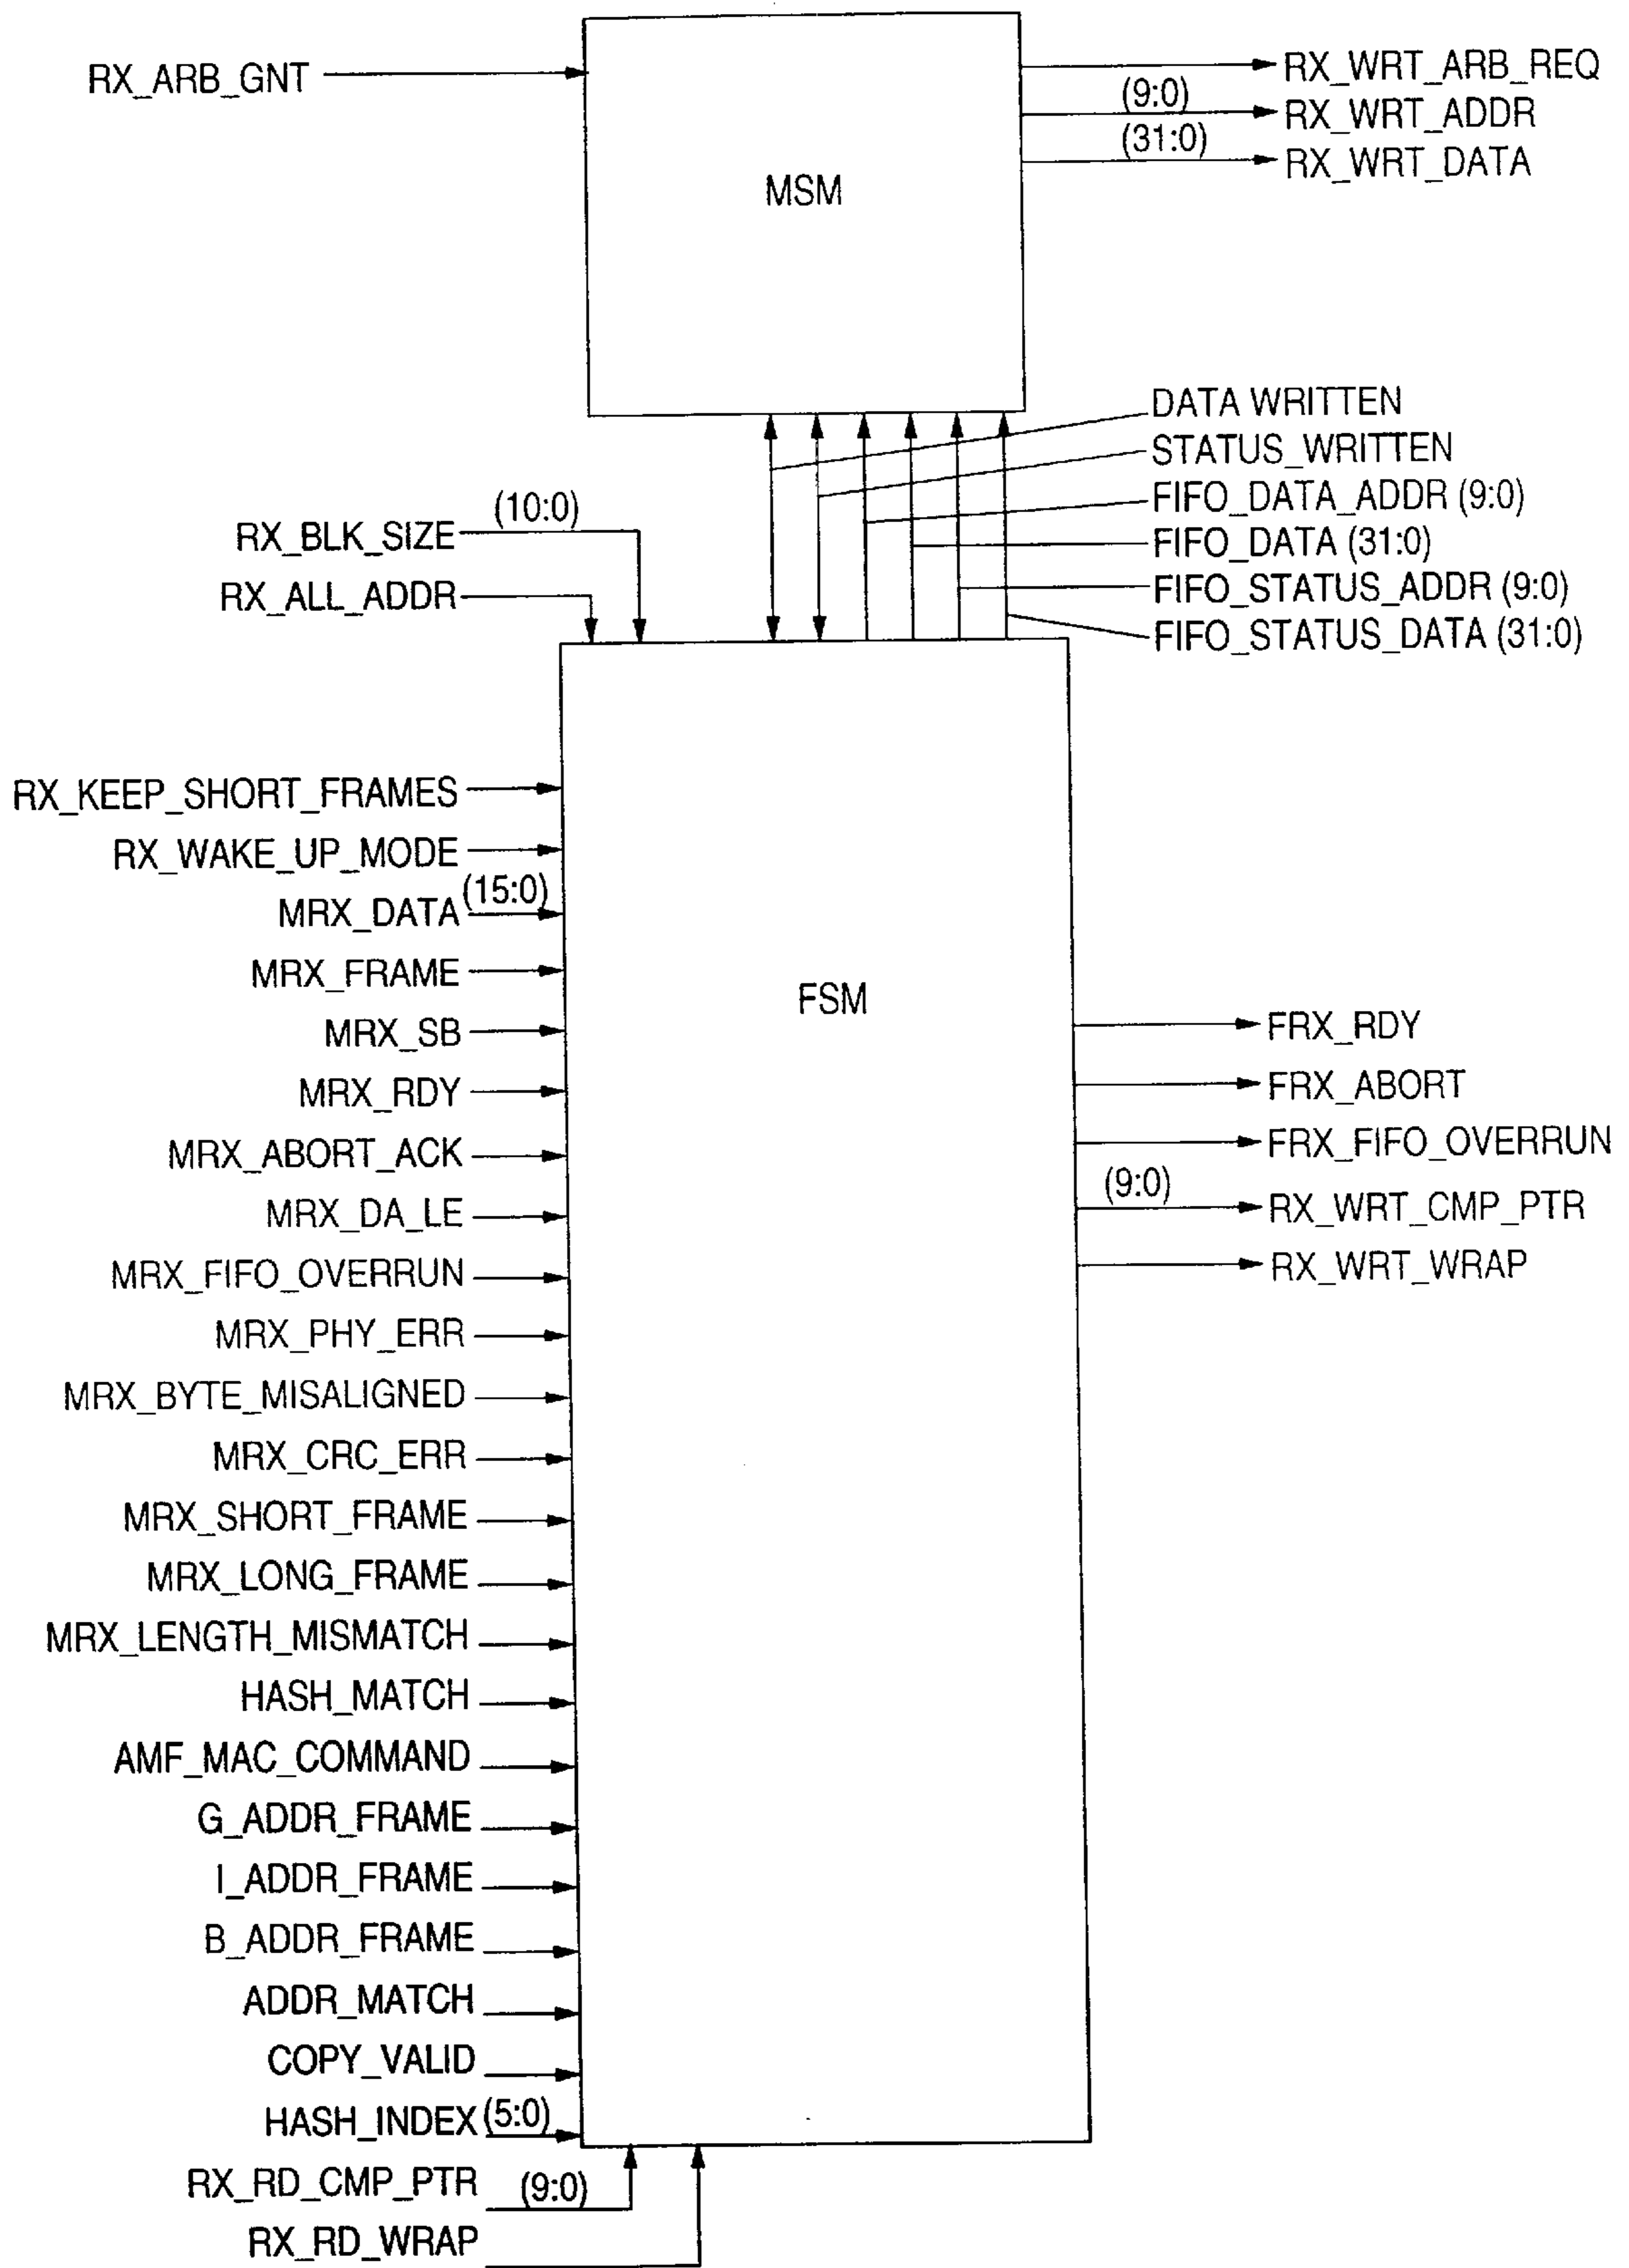 RX_ARB_GNT
RX_WRT_ARB_REQ
(9:0)
RX_WRT_ADDR
(31:0)
RX_WRT_DATA
MSM
DATA WRITTEN
STATUS_WRITTEN
FIFO_DATA_ADDR (9:0)
FIFO_DATA (31:0)
FIFO_STATUS_ADDR (9:0)
FIFO_STATUS_DATA (31:0)
(10:0)
RX_BLK_SIZE
RX_ALL_ADDR
RX_KEEP_SHORT_FRAMES
RX_WAKE_UP_MODE
MRX_DATA (15:0)
MRX_FRAME
MRX_SB
MRX_RDY
MRX_ABORT_ACK
MRX_DA_LE
MRX_FIFO_OVERRUN
MRX_PHY_ERR
MRX_BYTE_MISALIGNED
MRX_CRC_ERR
MRX_SHORT_FRAME
MRX_LONG_FRAME
MRX_LENGTH_MISMATCH
HASH_MATCH
AMF_MAC_COMMAND
G_ADDR_FRAME
I_ADDR_FRAME
B_ADDR_FRAME
ADDR_MATCH
COPY_VALID
HASH_INDEX (5:0)
RX_RD_CMP_PTR (9:0)
RX_RD_WRAP
FSM
FRX_RDY
FRX_ABORT
FRX_FIFO_OVERRUN
(9:0)
RX_WRT_CMP_PTR
RX_WRT_WRAP